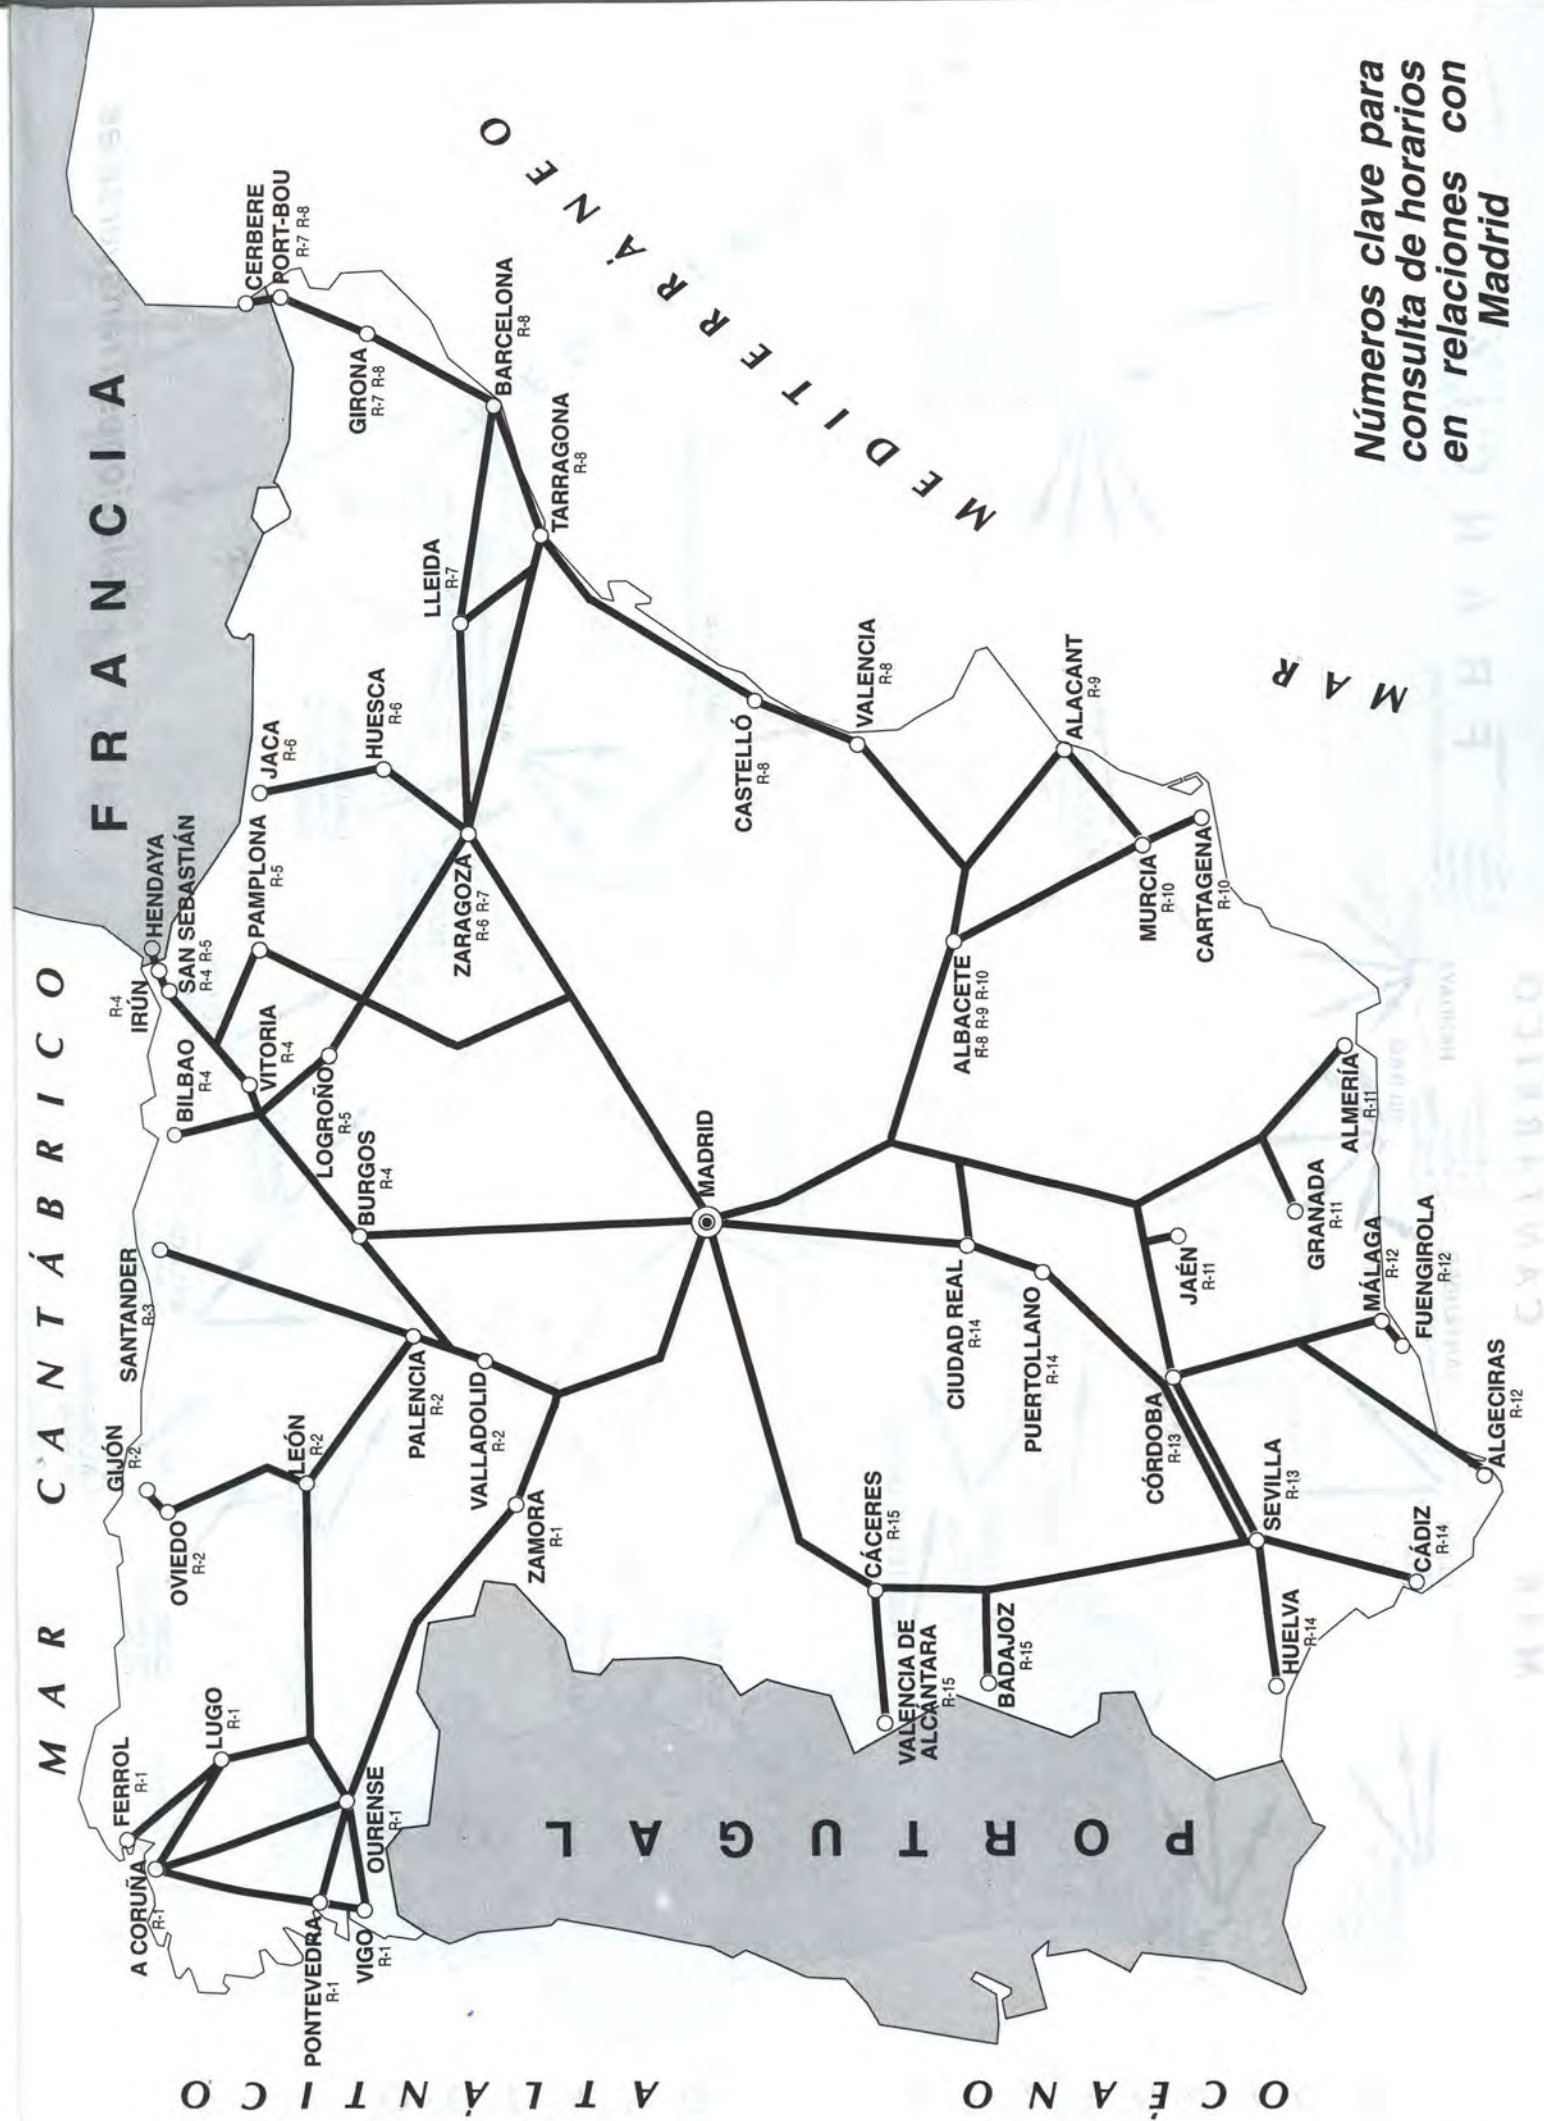 MAR CANTÁBRICO
FRANCIA
A CORUÑA
R-1
FERROL
R-1
LUGO
R-1
PONTEVEDRA
R-1
VIGO
R-1
OURENSE
R-1
OVIEDO
R-2
GIJÓN
R-2
LEÓN
R-2
SANTANDER
R-3
PALENCIA
R-2
VALLADOLID
R-2
ZAMORA
R-1
BURGOS
R-4
LOGROÑO
R-5
BILBAO
R-4
VITORIA
R-4
R-4
IRÚN
HENDAYA
SAN SEBASTIÁN
R-4 R-5
PAMPLONA
R-5
JACA
R-6
HUESCA
R-6
ZARAGOZA
R-6 R-7
LLEIDA
R-7
GIRONA
R-7 R-8
CERBERE
PORT-BOU
R-7 R-8
BARCELONA
R-8
TARRAGONA
R-8
CASTELLÓ
R-8
VALENCIA
R-8
MADRID
ALBACETE
R-8 R-9 R-10
ALACANT
R-9
MURCIA
R-10
CARTAGENA
R-10
CIUDAD REAL
R-14
PUERTOLLANO
R-14
CÁCERES
R-15
VALENCIA DE
ALCANTARA
R-15
BADAJOZ
R-15
CÓRDOBA
R-13
SEVILLA
R-13
HUELVA
R-14
CÁDIZ
R-14
ALGECIRAS
R-12
JAÉN
R-11
GRANADA
R-11
ALMERÍA
R-11
MÁLAGA
R-12
FUENGIROLA
R-12
PORTUGAL
OCÉANO ATLÁNTICO
MAR MEDITERRÁNEO
Números clave para
consulta de horarios
en relaciones con
Madrid